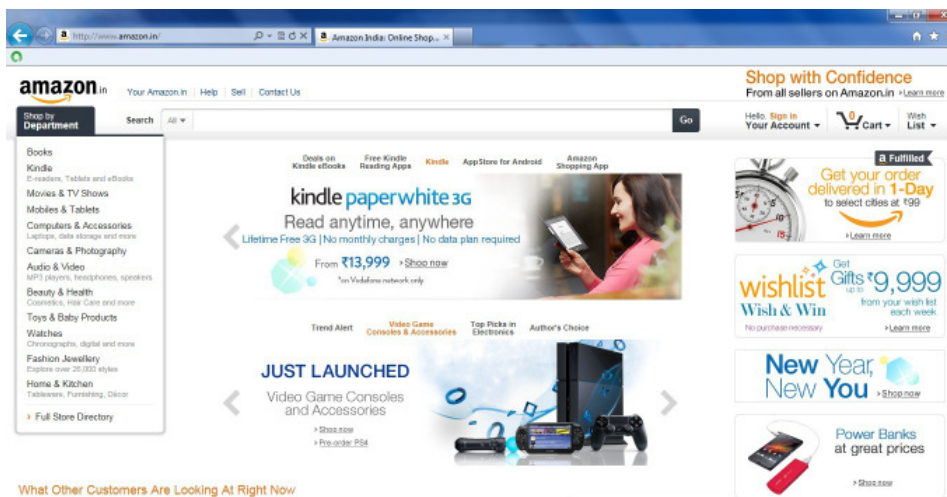 http://www.amazon.in/
Amazon India: Online Shop...
amazon.in
Your Amazon.in | Help | Sell | Contact Us
Shop with Confidence
From all sellers on Amazon.in › Learn more
Shop by
Department
Search All
Go
Hello, Sign in
Your Account
0
Cart
Wish
List
Books
Kindle
E-readers, Tablets and eBooks
Movies & TV Shows
Mobiles & Tablets
Computers & Accessories
Laptops, data storage and more
Cameras & Photography
Audio & Video
MP3 players, headphones, speakers
Beauty & Health
Cosmetics, Hair Care and more
Toys & Baby Products
Watches
Chronographs, digital and more
Fashion Jewellery
Explore over 26,000 styles
Home & Kitchen
Tableware, Furnishing, Décor
› Full Store Directory
Deals on
Kindle eBooks
Free Kindle
Reading Apps
Kindle
AppStore for Android
Amazon
Shopping App
kindle paperwhite 3G
Read anytime, anywhere
Lifetime Free 3G | No monthly charges | No data plan required
From ₹13,999 › Shop now
*on Vodafone network only
Trend Alert
Video Game
Consoles & Accessories
Top Picks in
Electronics
Author's Choice
JUST LAUNCHED
Video Game Consoles
and Accessories
› Shop now
› Pre-order PS4
a Fulfilled
Get your order
delivered in 1-Day
to select cities at ₹99
› Learn more
wishlist
Wish & Win
No purchase necessary
Get
Gifts up to ₹9,999
from your wish list
each week
› Learn more
New Year,
New You › Shop now
Power Banks
at great prices
› Shop now
What Other Customers Are Looking At Right Now